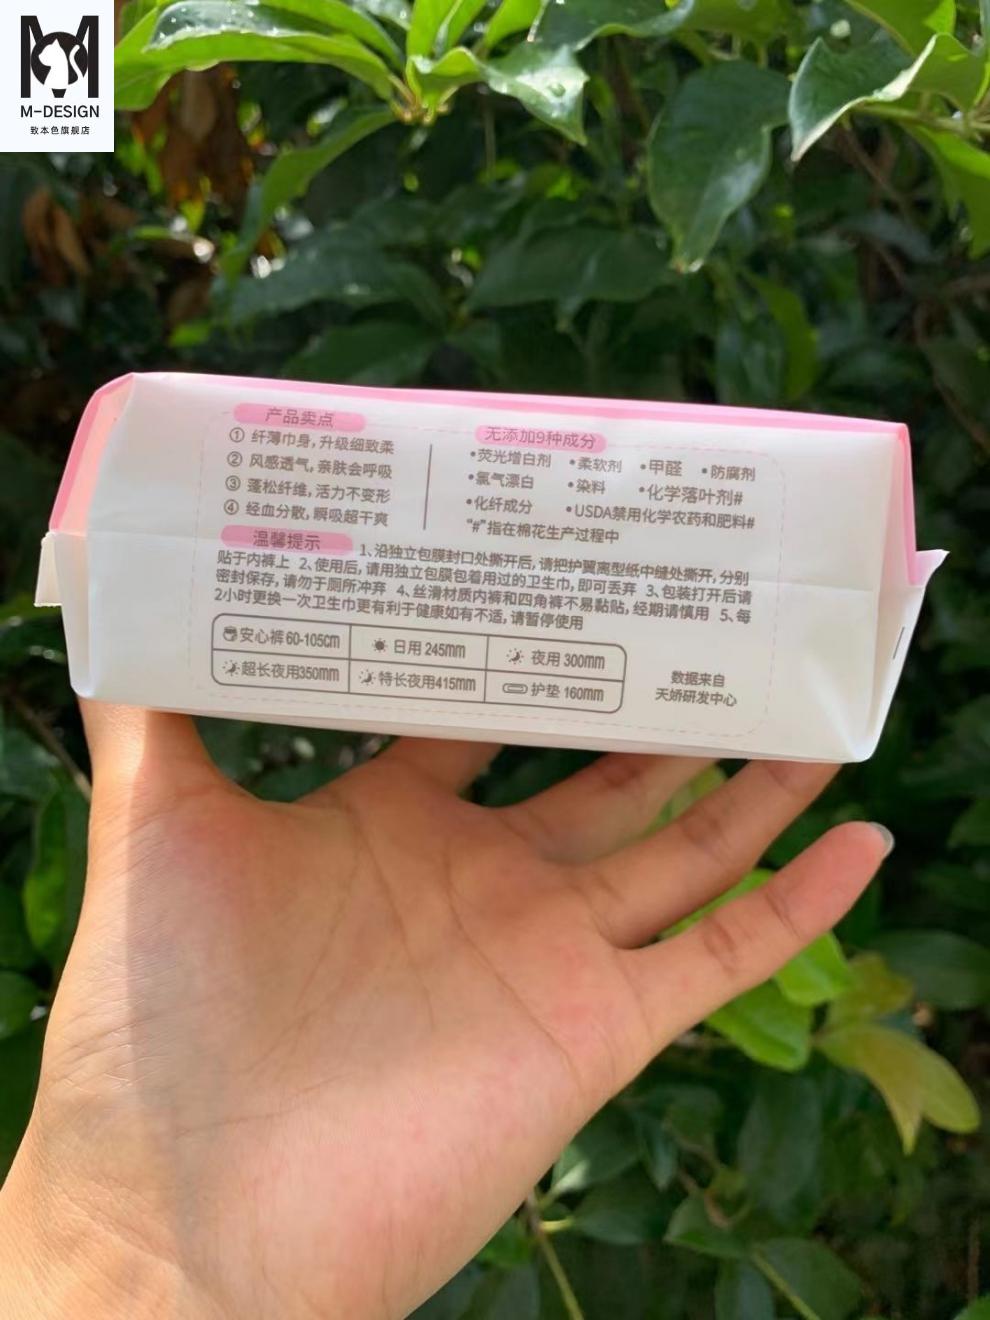 M-DESIGN
致本色旗舰店
产品卖点
① 纤薄巾身,升级细致柔
② 风感透气,亲肤会呼吸
③ 蓬松纤维,活力不变形
④ 经血分散,瞬吸超干爽
无添加9种成分
•荧光增白剂 •柔软剂 •甲醛 •防腐剂
•氯气漂白 •染料 •化学落叶剂#
•化纤成分 •USDA禁用化学农药和肥料#
“#”指在棉花生产过程中
温馨提示 1、沿独立包膜封口处撕开后,请把护翼离型纸中缝处撕开,分别
贴于内裤上 2、使用后,请用独立包膜包着用过的卫生巾,即可丢弃 3、包装打开后请
密封保存,请勿于厕所冲弃 4、丝滑材质内裤和四角裤不易黏贴,经期请慎用 5、每
2小时更换一次卫生巾更有利于健康如有不适,请暂停使用
安心裤60-105cm 日用 245mm 夜用 300mm
超长夜用350mm 特长夜用415mm 护垫 160mm
数据来自
天娇研发中心